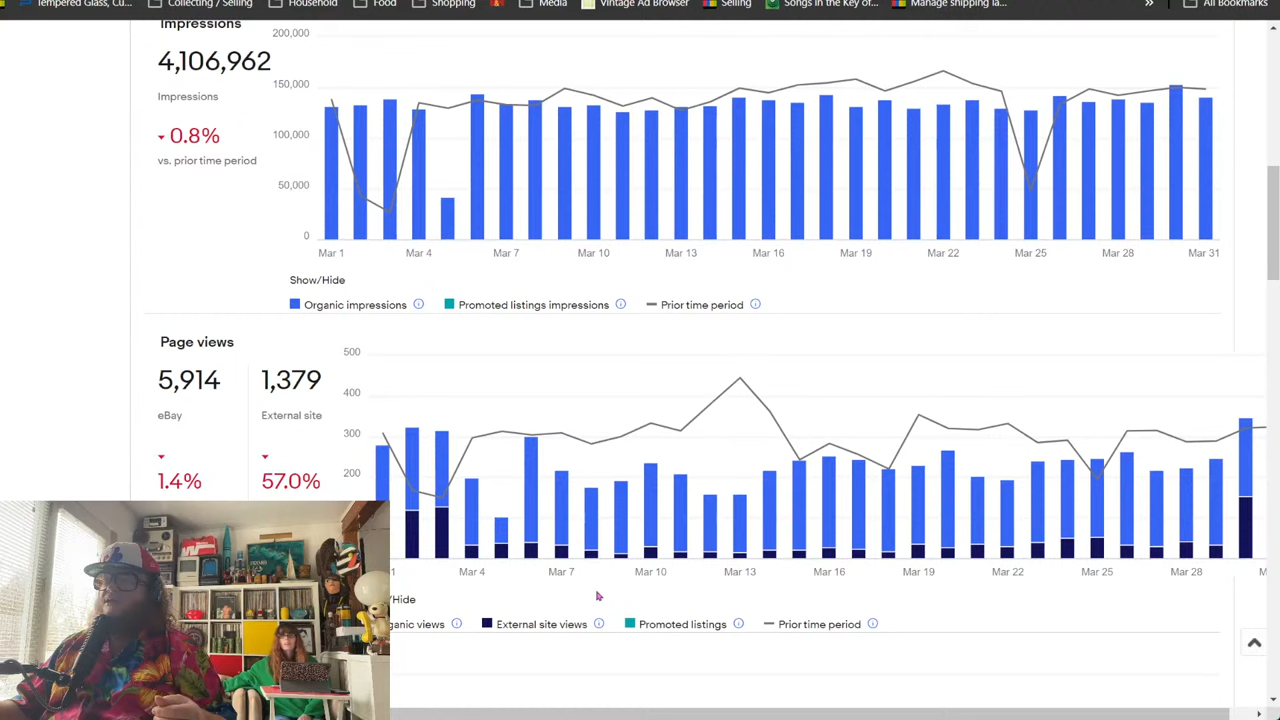 Tempered Glass, Cu... Collecting / Selling Household Food Shopping Media Vintage Ad Browser Selling Songs in the Key of... Manage shipping la... » All Bookmarks
Impressions
4,106,962
Impressions
0.8%
vs. prior time period
200,000
150,000
100,000
50,000
0
Mar 1 Mar 4 Mar 7 Mar 10 Mar 13 Mar 16 Mar 19 Mar 22 Mar 25 Mar 28 Mar 31
Show/Hide
Organic impressions Promoted listings impressions Prior time period
Page views
5,914 1,379
eBay External site
1.4% 57.0%
500
400
300
200
1 Mar 4 Mar 7 Mar 10 Mar 13 Mar 16 Mar 19 Mar 22 Mar 25 Mar 28 M
/Hide
ganic views External site views Promoted listings Prior time period